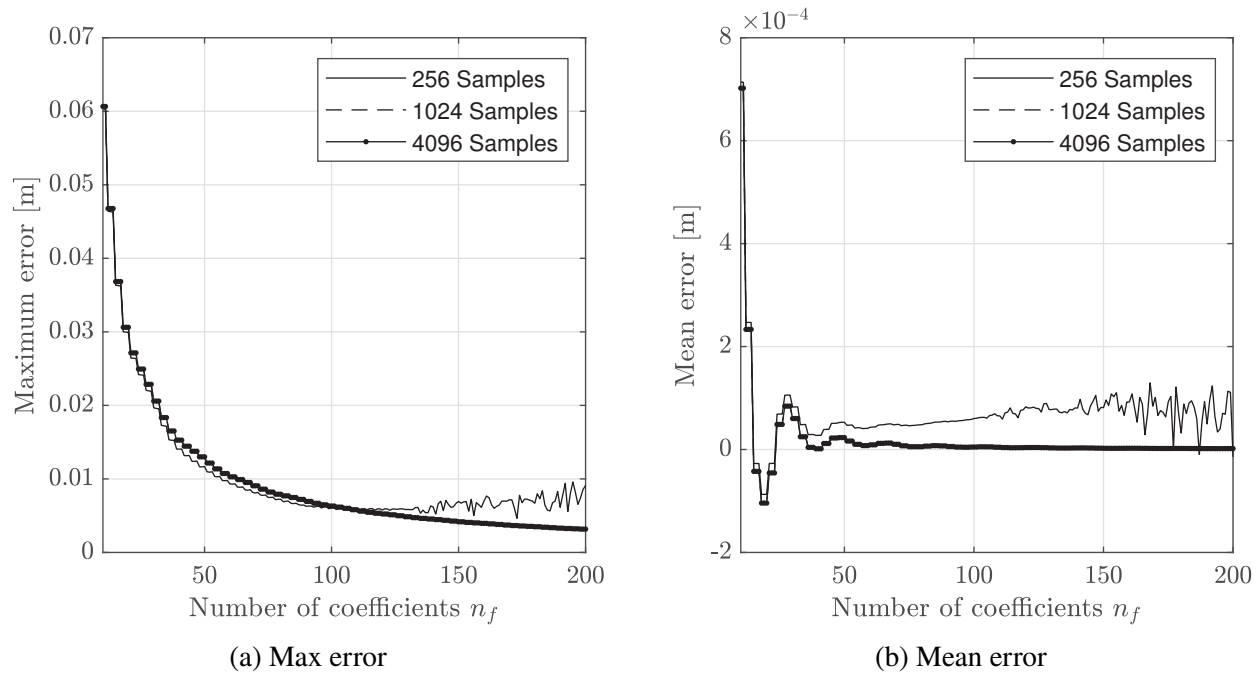 0.07
0.06
0.05
0.04
0.03
0.02
0.01
0
Maximum error [m]
256 Samples
1024 Samples
4096 Samples
50
100
150
200
Number of coefficients n_f
(a) Max error
×10⁻⁴
8
6
4
2
0
-2
Mean error [m]
256 Samples
1024 Samples
4096 Samples
50
100
150
200
Number of coefficients n_f
(b) Mean error